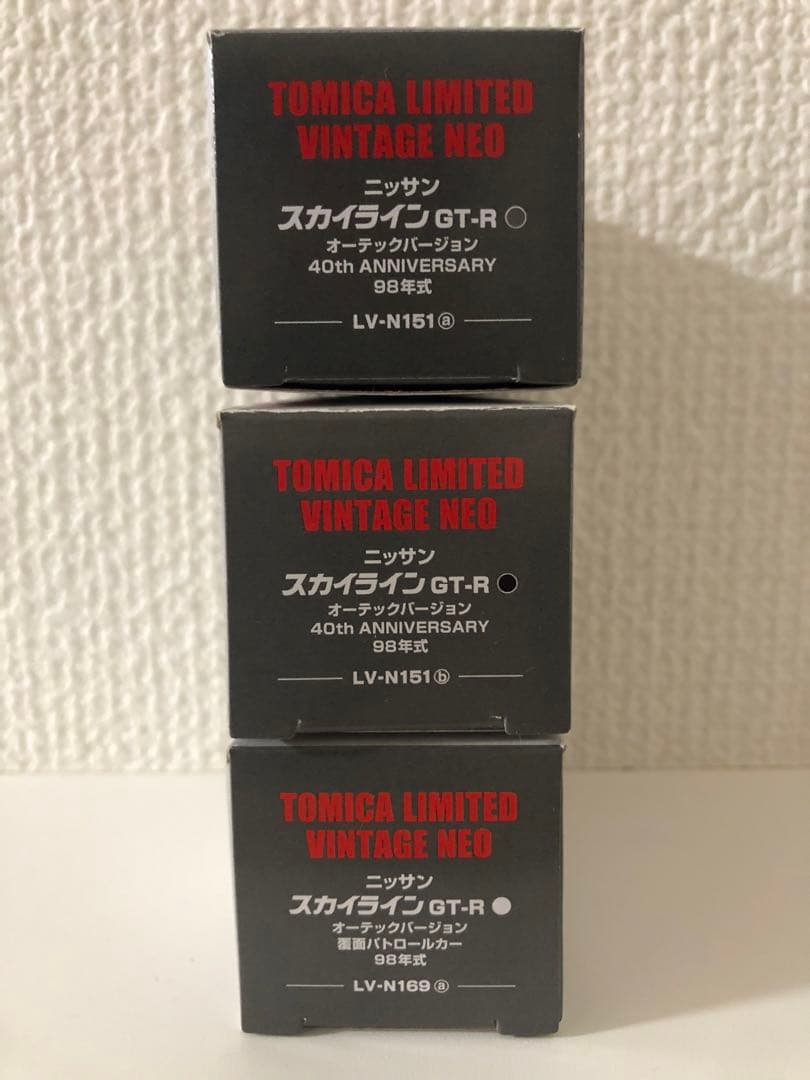 TOMICA LIMITED
VINTAGE NEO
ニッサン
スカイライン GT-R
オーテックバージョン
40th ANNIVERSARY
98年式
LV-N151 ⓐ
TOMICA LIMITED
VINTAGE NEO
ニッサン
スカイライン GT-R
オーテックバージョン
40th ANNIVERSARY
98年式
LV-N151 ⓑ
TOMICA LIMITED
VINTAGE NEO
ニッサン
スカイライン GT-R
オーテックバージョン
覆面パトロールカー
98年式
LV-N169 ⓐ